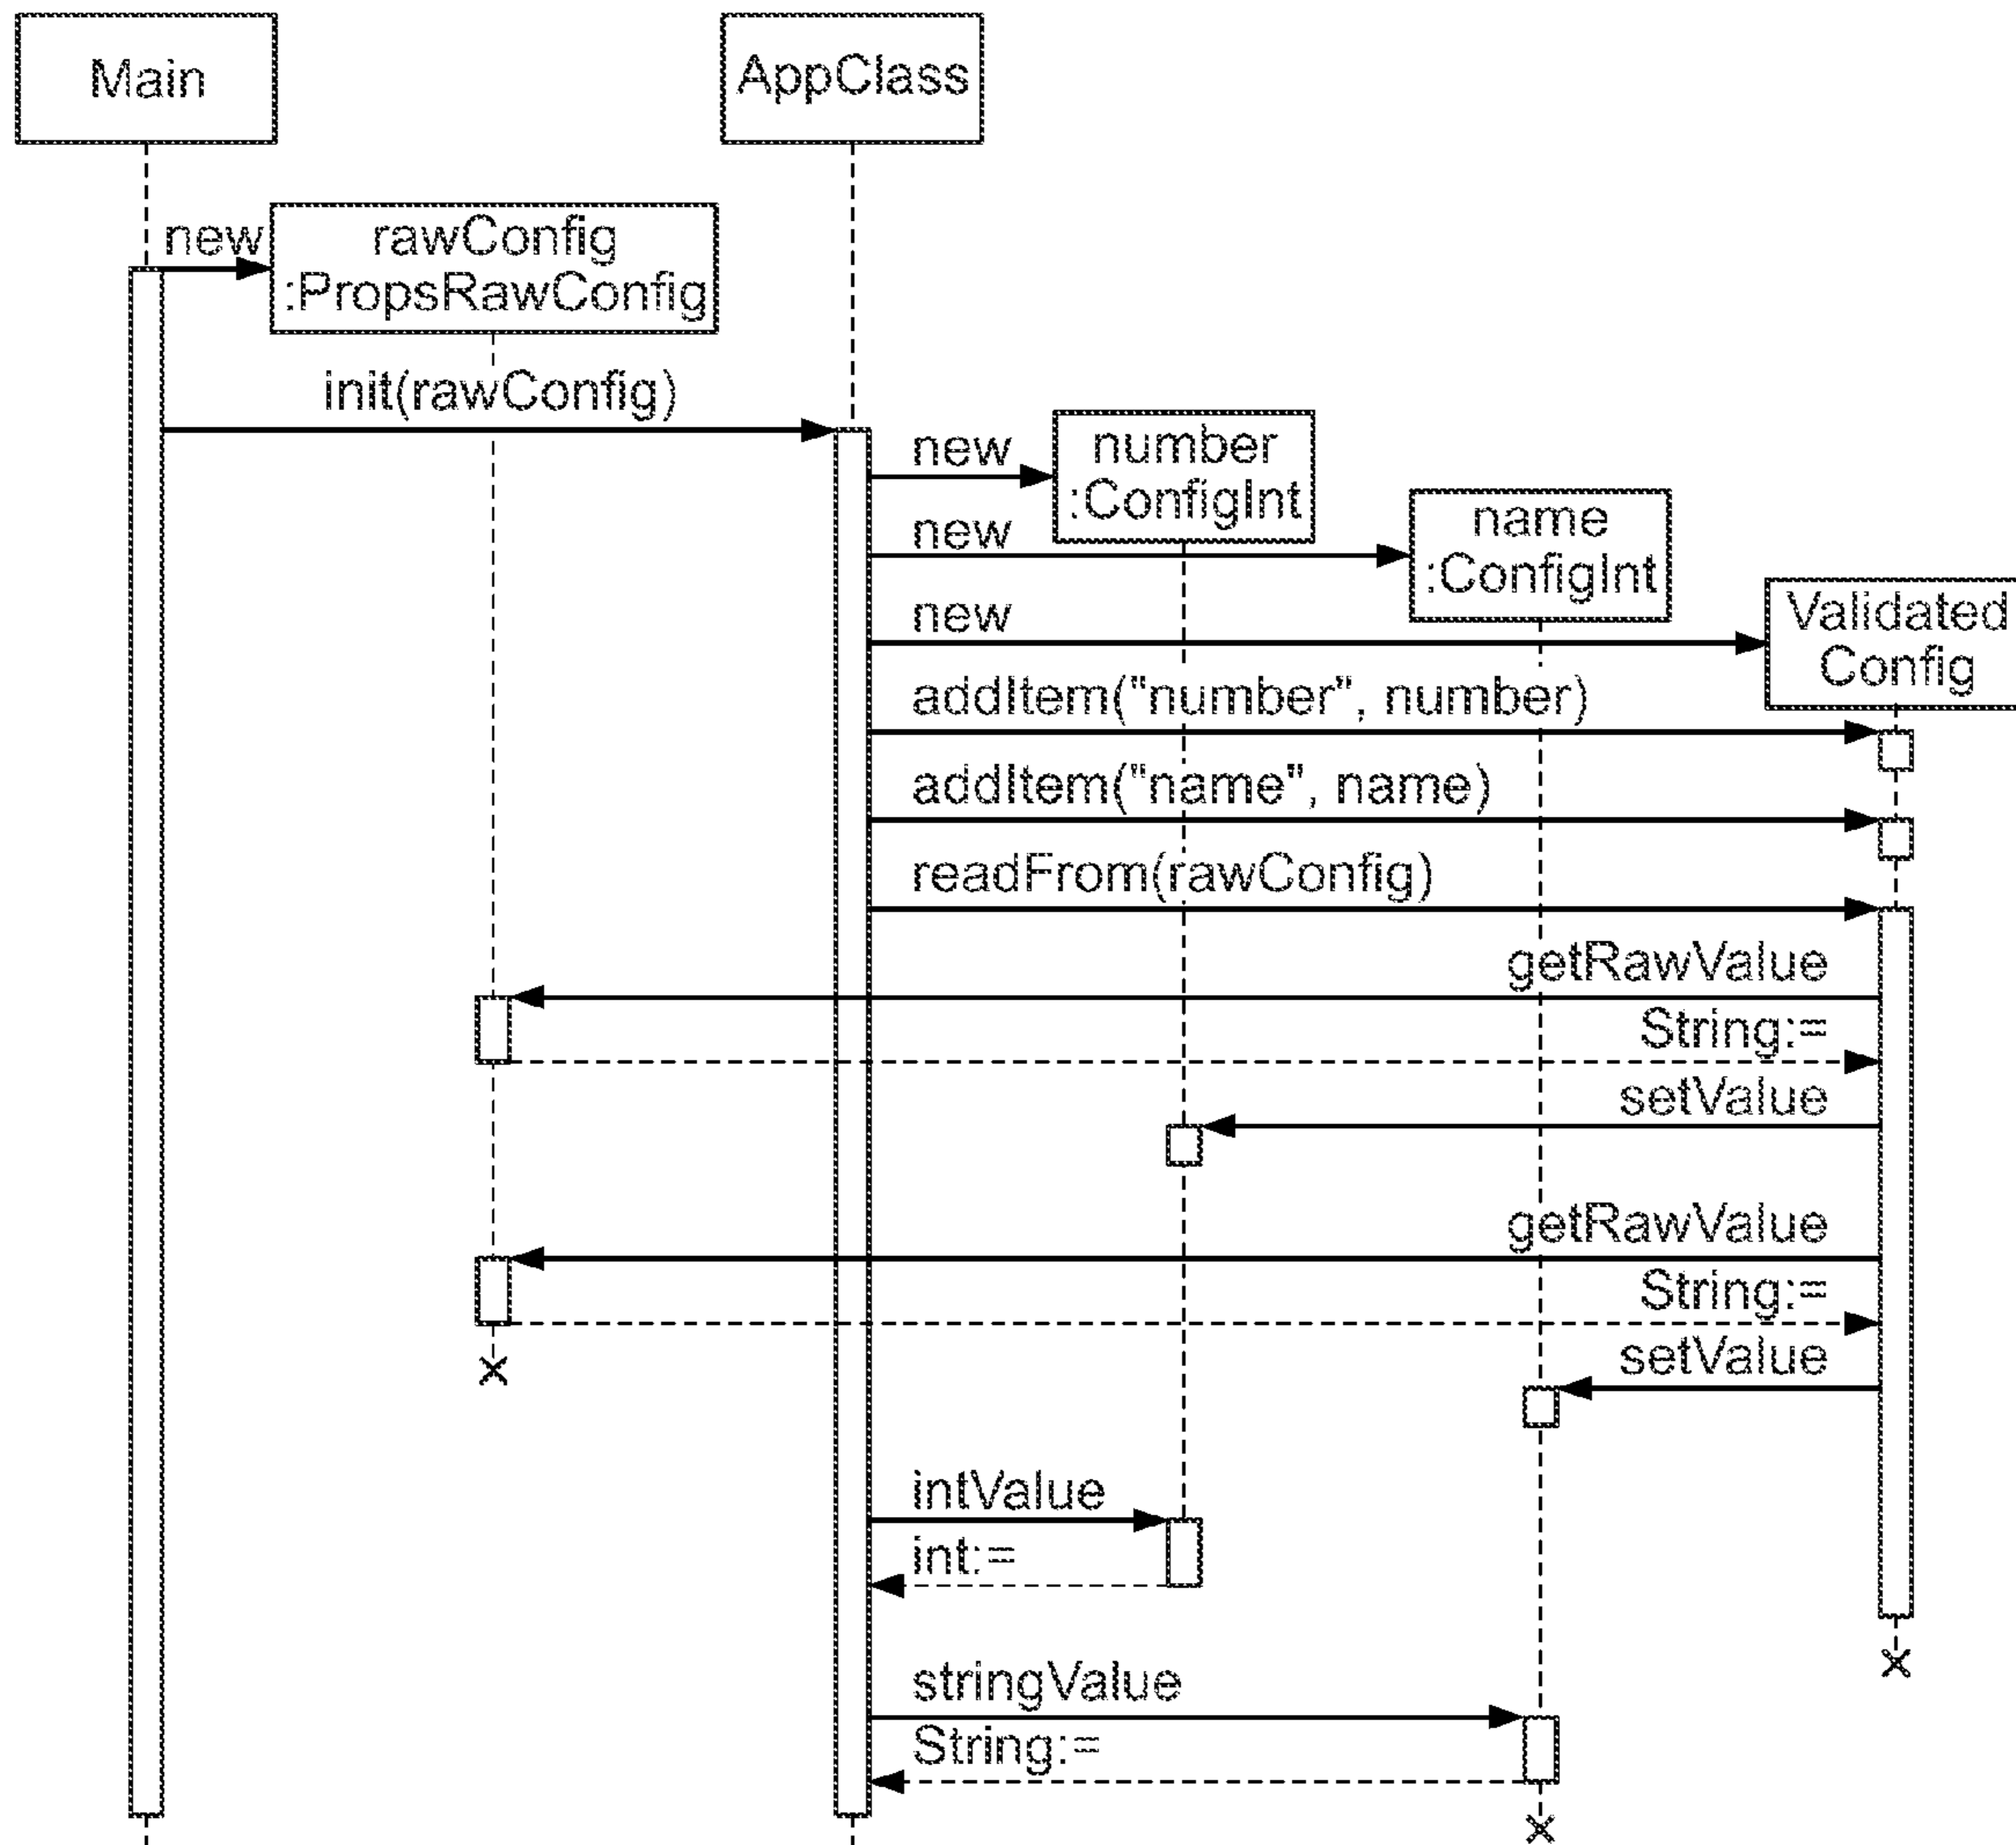 Main
AppClass
new
rawConfig
:PropsRawConfig
init(rawConfig)
new
number
:ConfigInt
new
name
:ConfigInt
new
Validated
Config
addItem("number", number)
addItem("name", name)
readFrom(rawConfig)
getRawValue
String:=
setValue
getRawValue
String:=
setValue
intValue
int:=
stringValue
String:=